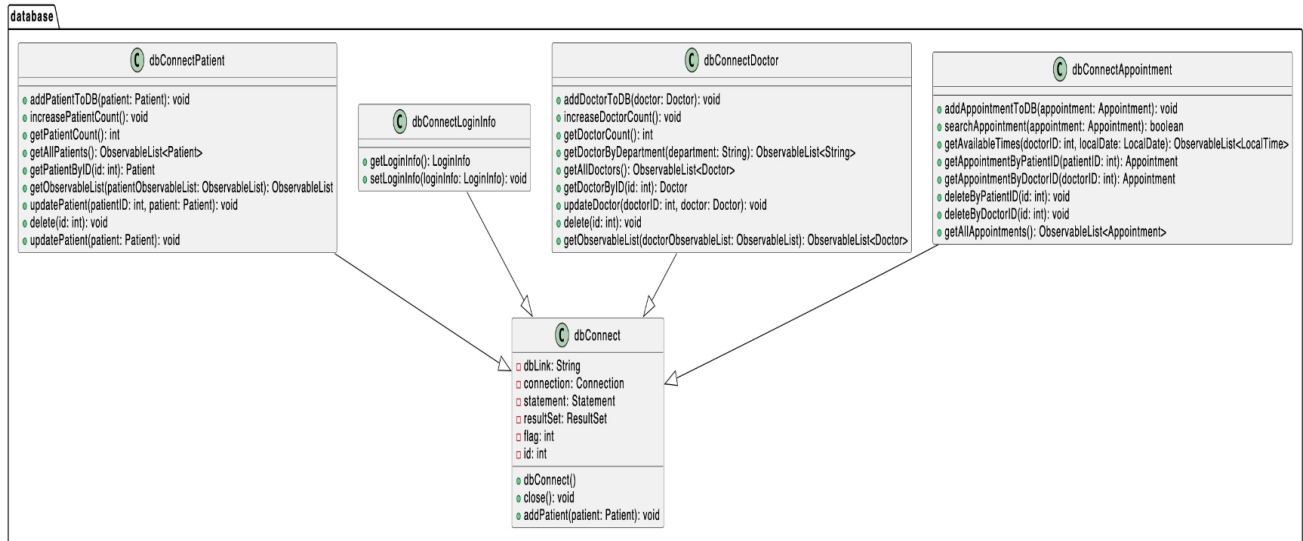 database
C dbConnectPatient
addPatientToDB(patient: Patient): void
increasePatientCount(): void
getPatientCount(): int
getAllPatients(): ObservableList<Patient>
getPatientByID(id: int): Patient
getObservableList(patientObservableList: ObservableList): ObservableList
updatePatient(patientID: int, patient: Patient): void
delete(id: int): void
updatePatient(patient: Patient): void
C dbConnectLoginInfo
getLoginInfo(): LoginInfo
setLoginInfo(loginInfo: LoginInfo): void
C dbConnectDoctor
addDoctorToDB(doctor: Doctor): void
increaseDoctorCount(): void
getDoctorCount(): int
getDoctorByDepartment(department: String): ObservableList<String>
getAllDoctors(): ObservableList<Doctor>
getDoctorByID(id: int): Doctor
updateDoctor(doctorID: int, doctor: Doctor): void
delete(id: int): void
getObservableList(doctorObservableList: ObservableList): ObservableList<Doctor>
C dbConnectAppointment
addAppointmentToDB(appointment: Appointment): void
searchAppointment(appointment: Appointment): boolean
getAvailableTimes(doctorID: int, localDate: LocalDate): ObservableList<LocalTime>
getAppointmentByPatientID(patientID: int): Appointment
getAppointmentByDoctorID(doctorID: int): Appointment
deleteByPatientID(id: int): void
deleteByDoctorID(id: int): void
getAllAppointments(): ObservableList<Appointment>
C dbConnect
dbLink: String
connection: Connection
statement: Statement
resultSet: ResultSet
flag: int
id: int
dbConnect()
close(): void
addPatient(patient: Patient): void